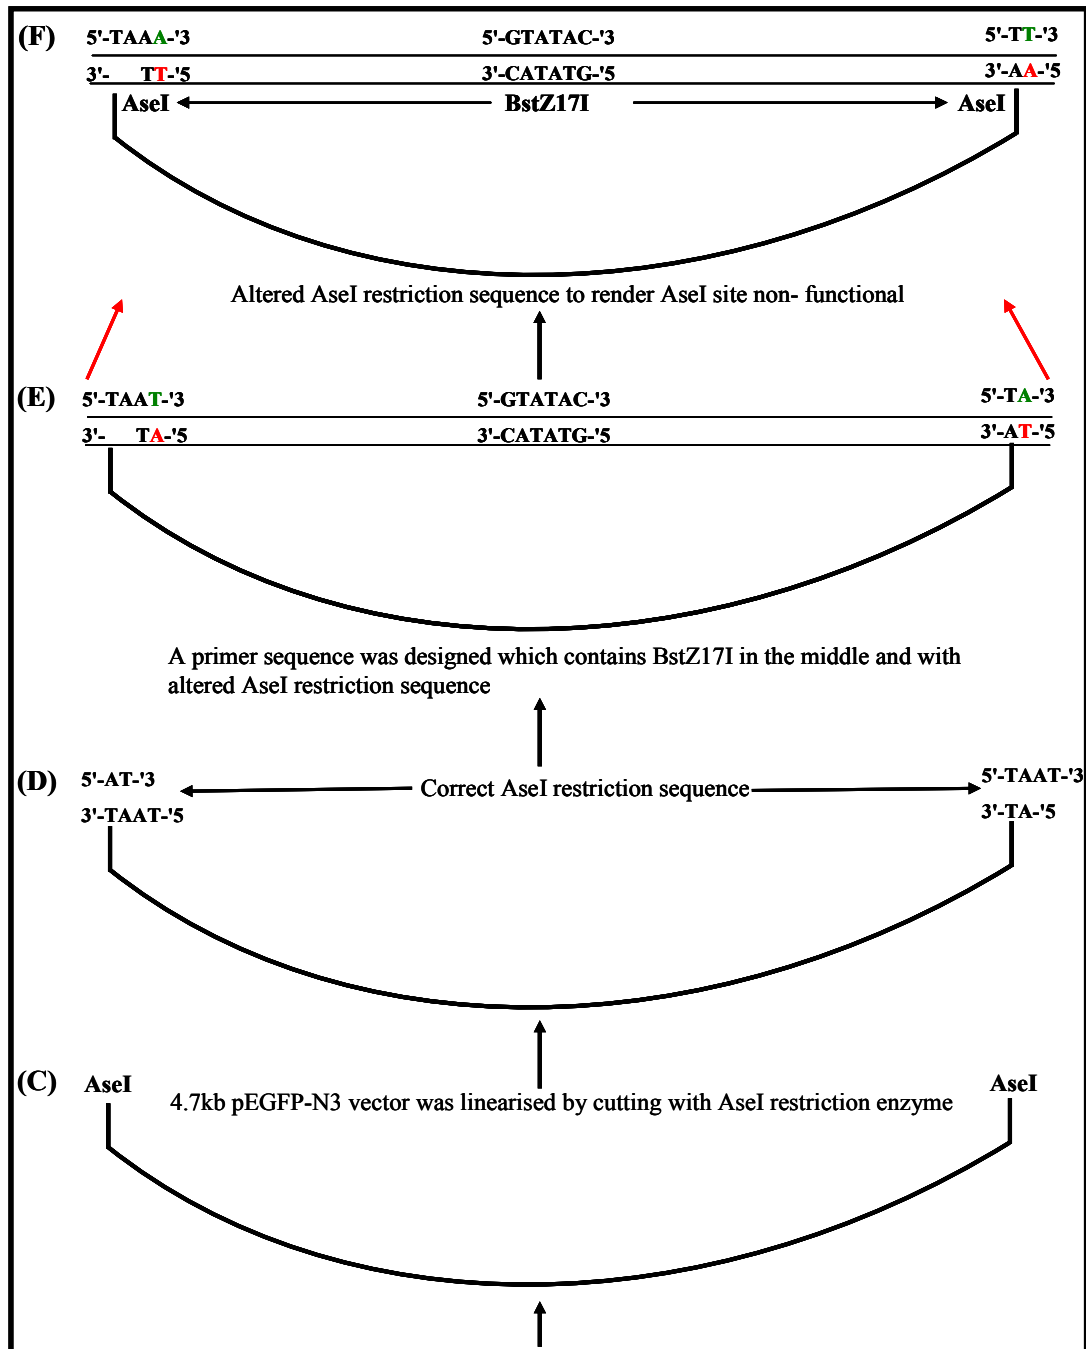 (F) 5'-TAAA-'3 5'-GTATAC-'3 5'-TT-'3
3'- TT-'5 3'-CATATG-'5 3'-AA-'5
AseI BstZ17I AseI
Altered AseI restriction sequence to render AseI site non- functional
(E) 5'-TAAT-'3 5'-GTATAC-'3 5'-TA-'3
3'- TA-'5 3'-CATATG-'5 3'-AT-'5
A primer sequence was designed which contains BstZ17I in the middle and with
altered AseI restriction sequence
(D) 5'-AT-'3 Correct AseI restriction sequence 5'-TAAT-'3
3'-TAAT-'5 3'-TA-'5
(C) AseI AseI
4.7kb pEGFP-N3 vector was linearised by cutting with AseI restriction enzyme